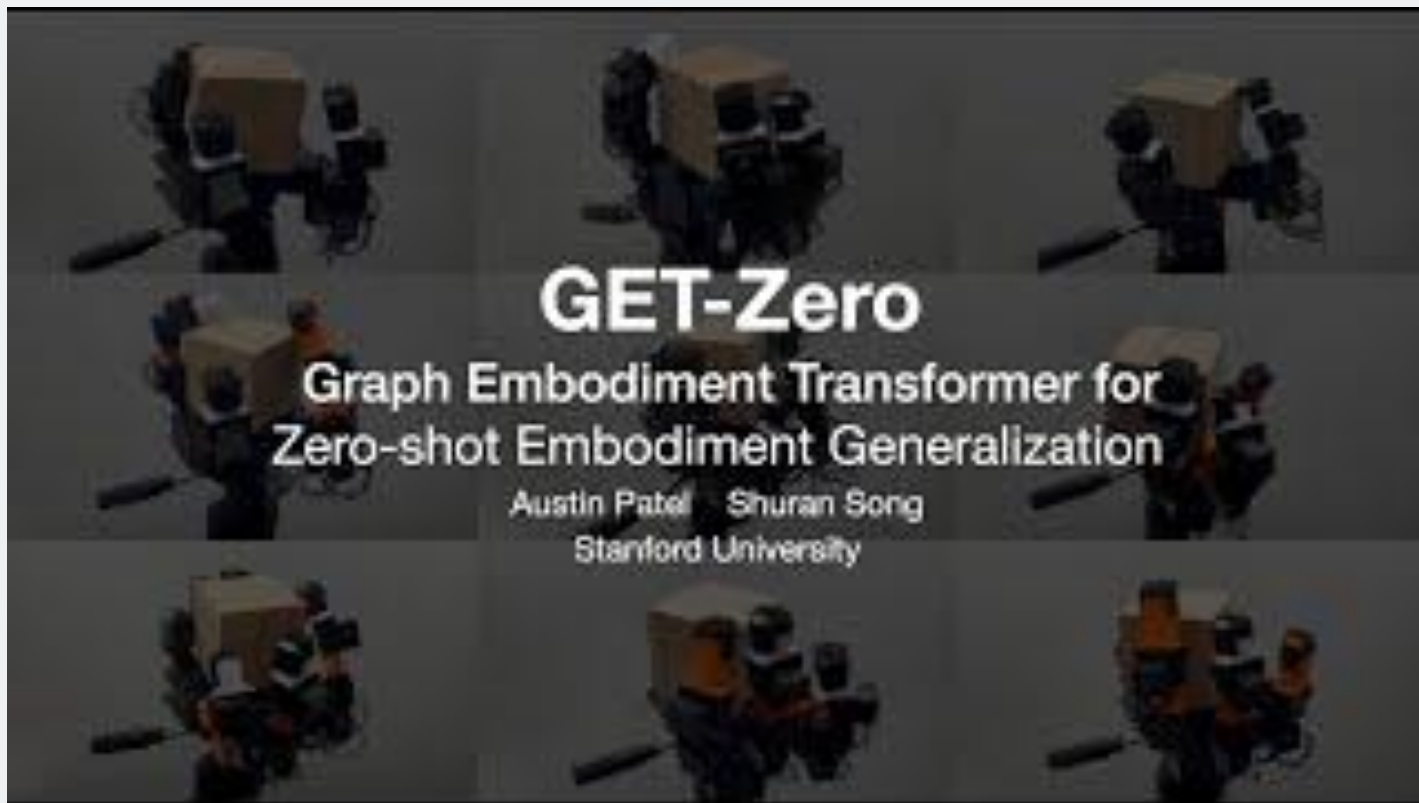 GET-Zero
Graph Embodiment Transformer for
Zero-shot Embodiment Generalization
Austin Patel Shuran Song
Stanford University